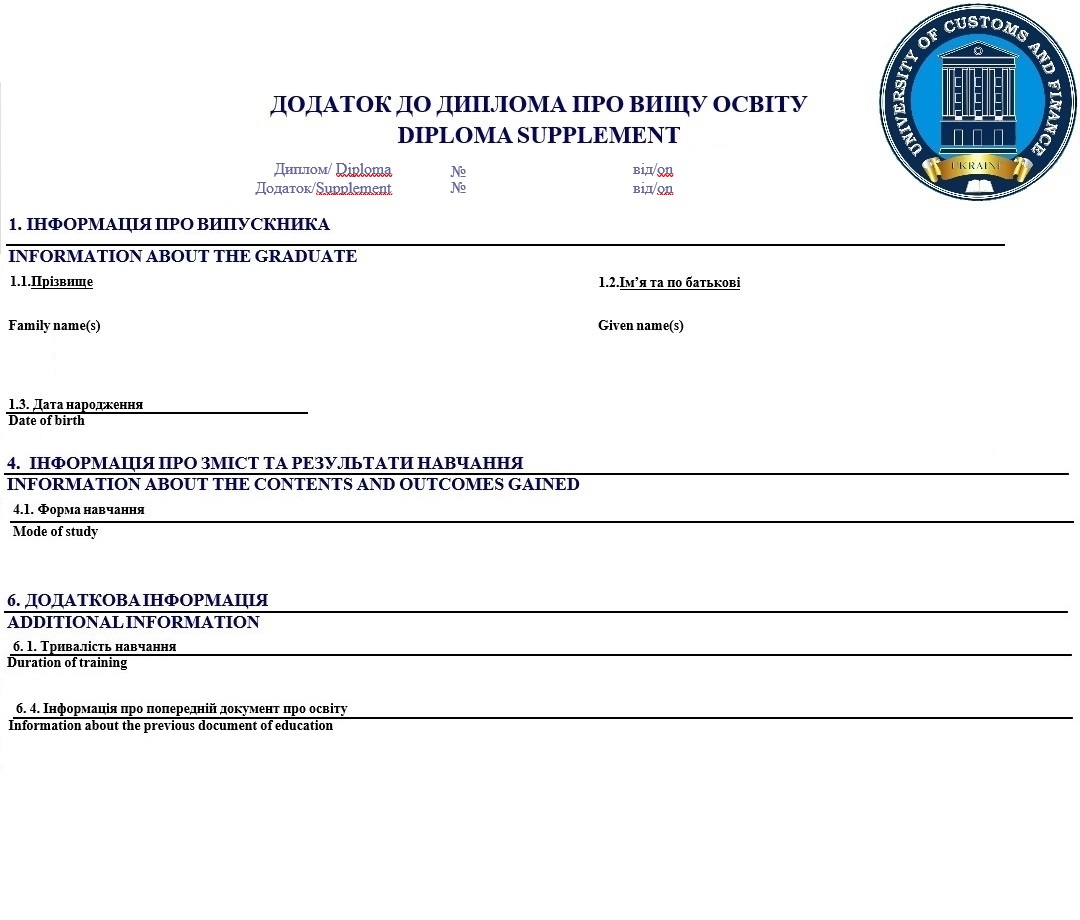 UNIVERSITY OF CUSTOMS AND FINANCE
UKRAINE
ДОДАТОК ДО ДИПЛОМА ПРО ВИЩУ ОСВІТУ
DIPLOMA SUPPLEMENT
Диплом/ Diploma № від/on
Додаток/Supplement № від/on
1. ІНФОРМАЦІЯ ПРО ВИПУСКНИКА
INFORMATION ABOUT THE GRADUATE
1.1.Прізвище 1.2.Ім’я та по батькові
Family name(s) Given name(s)
1.3. Дата народження
Date of birth
4. ІНФОРМАЦІЯ ПРО ЗМІСТ ТА РЕЗУЛЬТАТИ НАВЧАННЯ
INFORMATION ABOUT THE CONTENTS AND OUTCOMES GAINED
4.1. Форма навчання
Mode of study
6. ДОДАТКОВА ІНФОРМАЦІЯ
ADDITIONAL INFORMATION
6. 1. Тривалість навчання
Duration of training
6. 4. Інформація про попередній документ про освіту
Information about the previous document of education